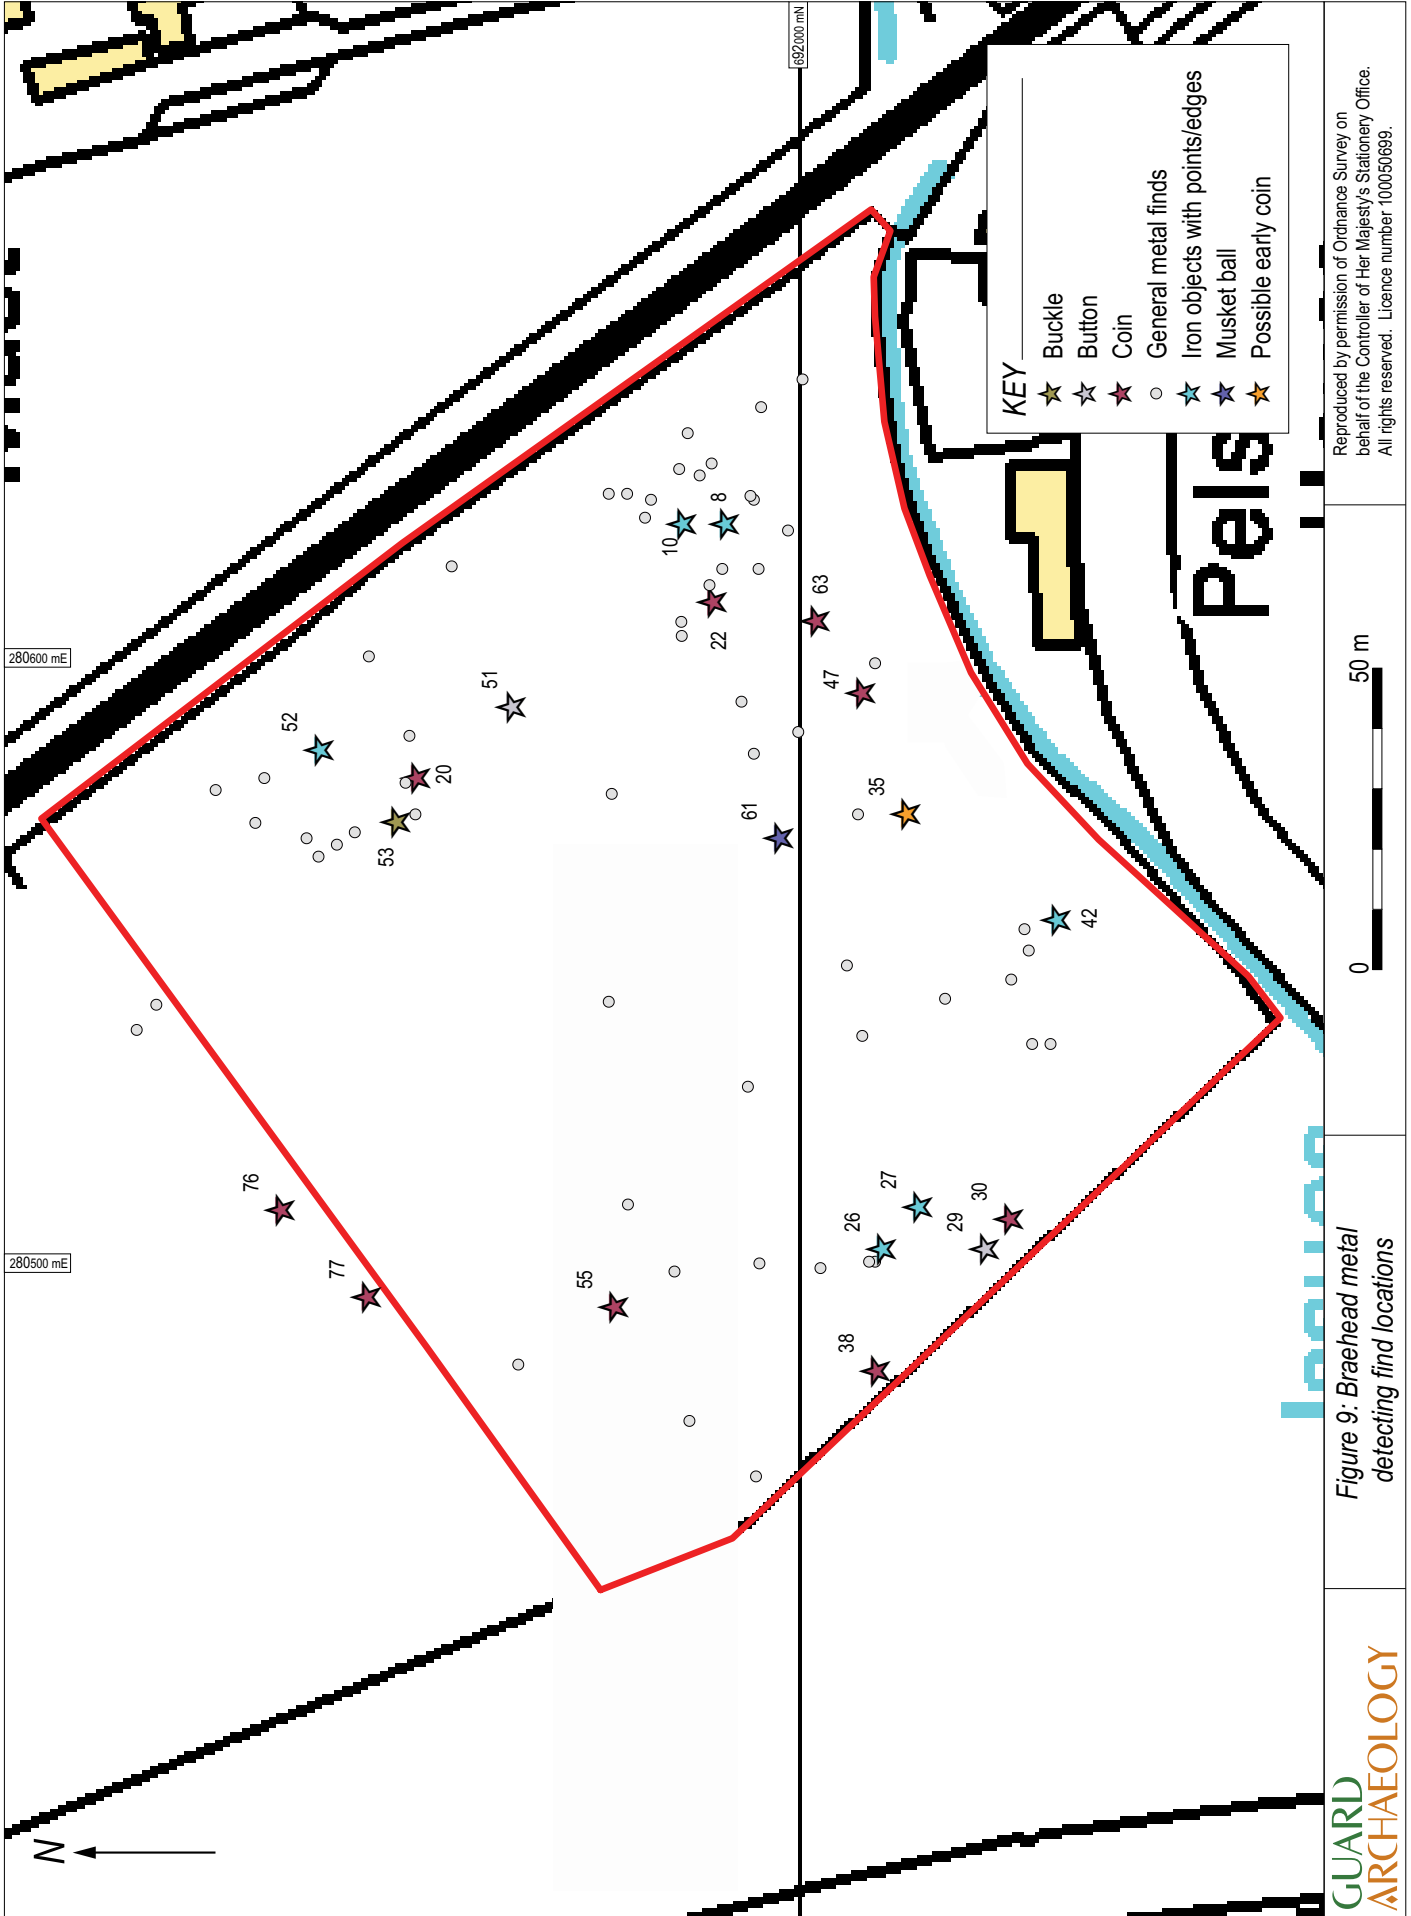 N
280500 mE
280600 mE
692000 mN
76
77
55
38
26
27
29
30
52
53
20
51
10
8
22
63
47
61
35
42
Pels
KEY
Buckle
Button
Coin
General metal finds
Iron objects with points/edges
Musket ball
Possible early coin
0
50 m
GUARD
ARCHAEOLOGY
Figure 9: Braehead metal
detecting find locations
Reproduced by permission of Ordnance Survey on
behalf of the Controller of Her Majesty's Stationery Office.
All rights reserved. Licence number 100050699.